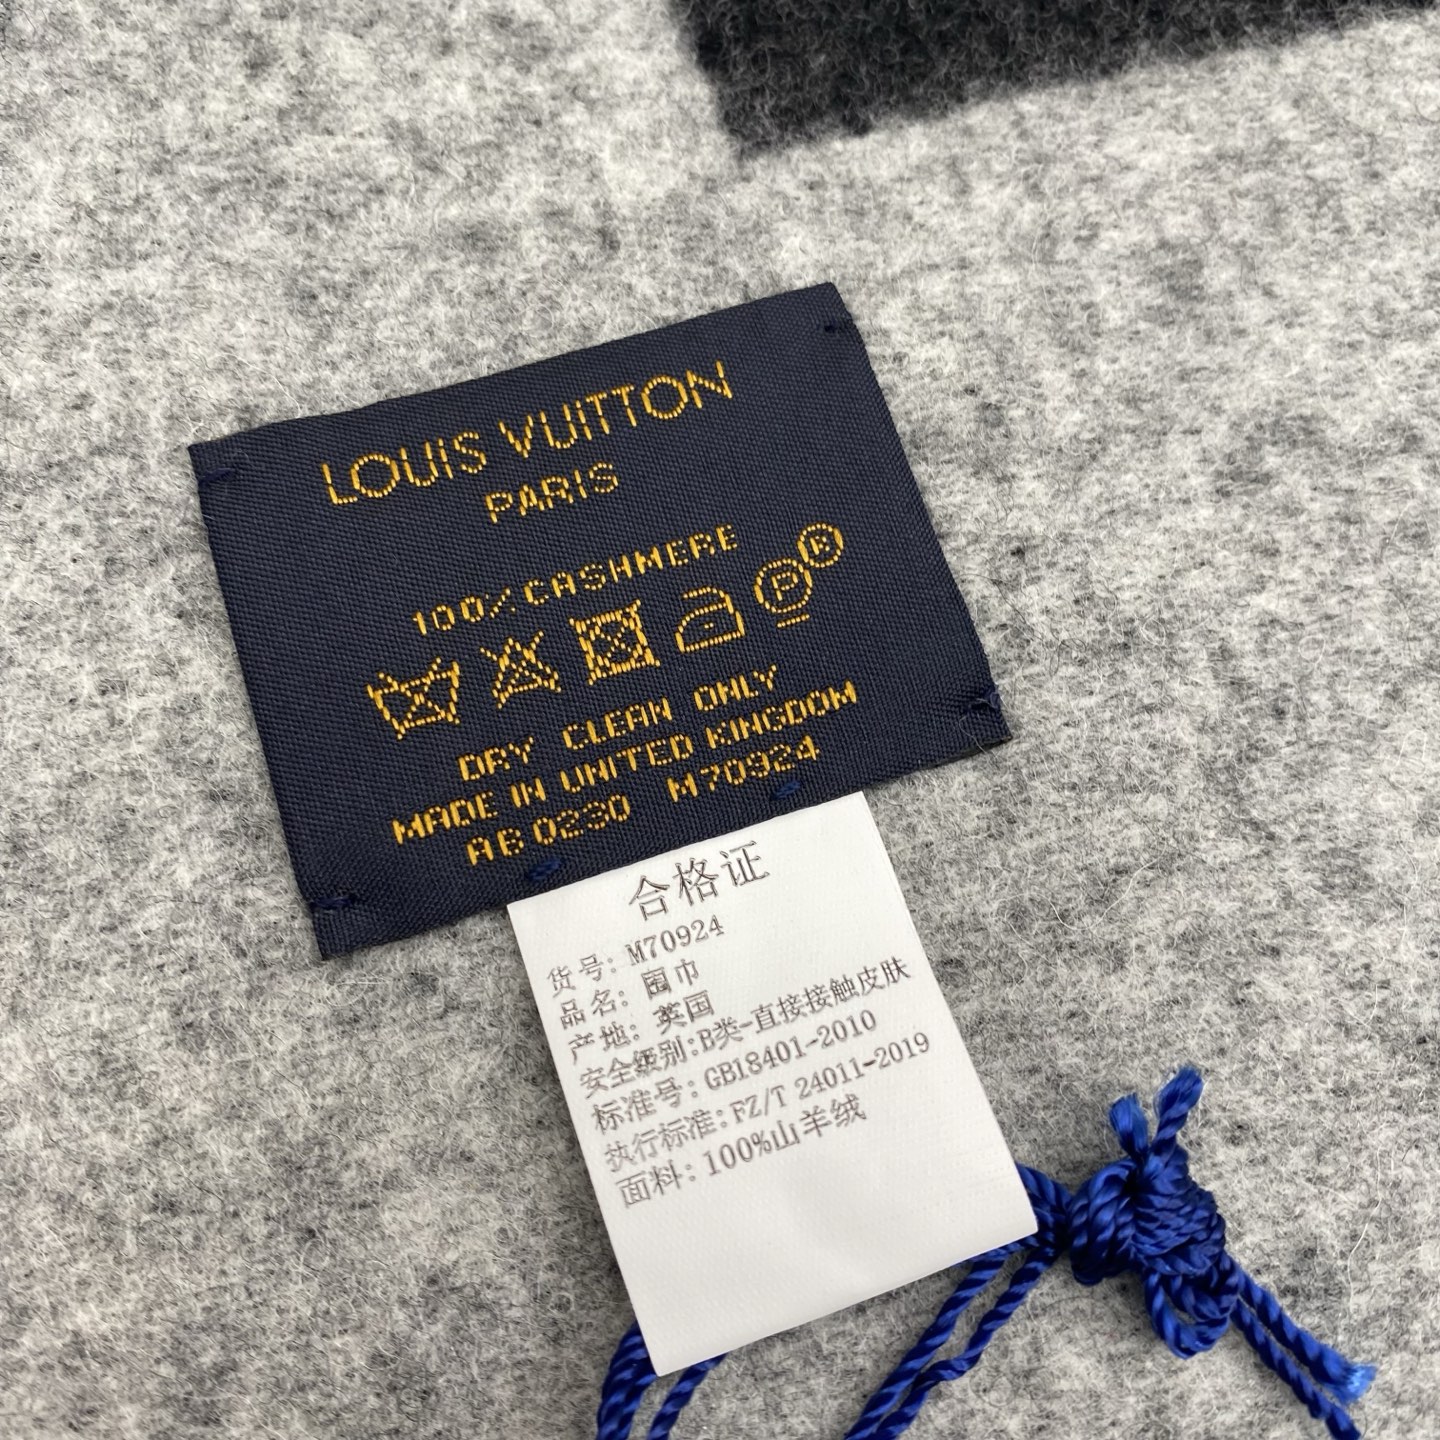 LOUIS VUITTON
PARIS
100% CASHMERE
P R
DRY CLEAN ONLY
MADE IN UNITED KINGDOM
AB 0230 M70924
合格证
货号: M70924
品名: 围巾
产地: 英国
安全级别:B类-直接接触皮肤
标准号: GB18401-2010
执行标准: FZ/T 24011-2019
面料: 100%山羊绒